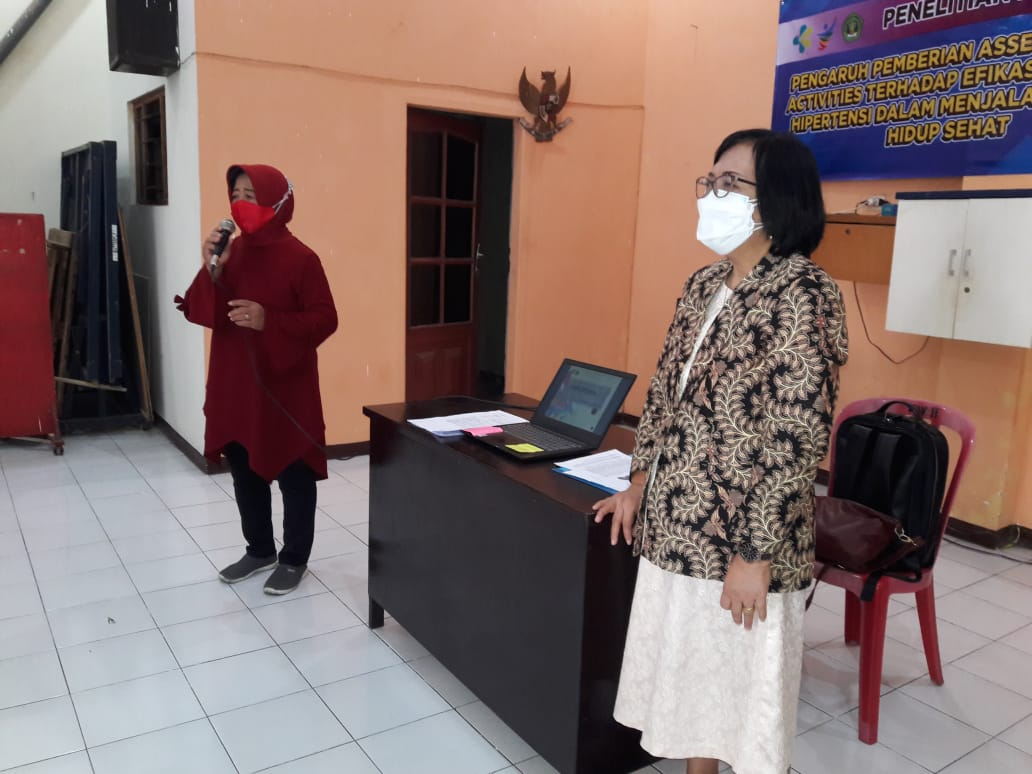 PENELITIAN
PENGARUH PEMBERIAN ASSE
ACTIVITIES TERHADAP EFIKAS
HIPERTENSI DALAM MENJALA
HIDUP SEHAT